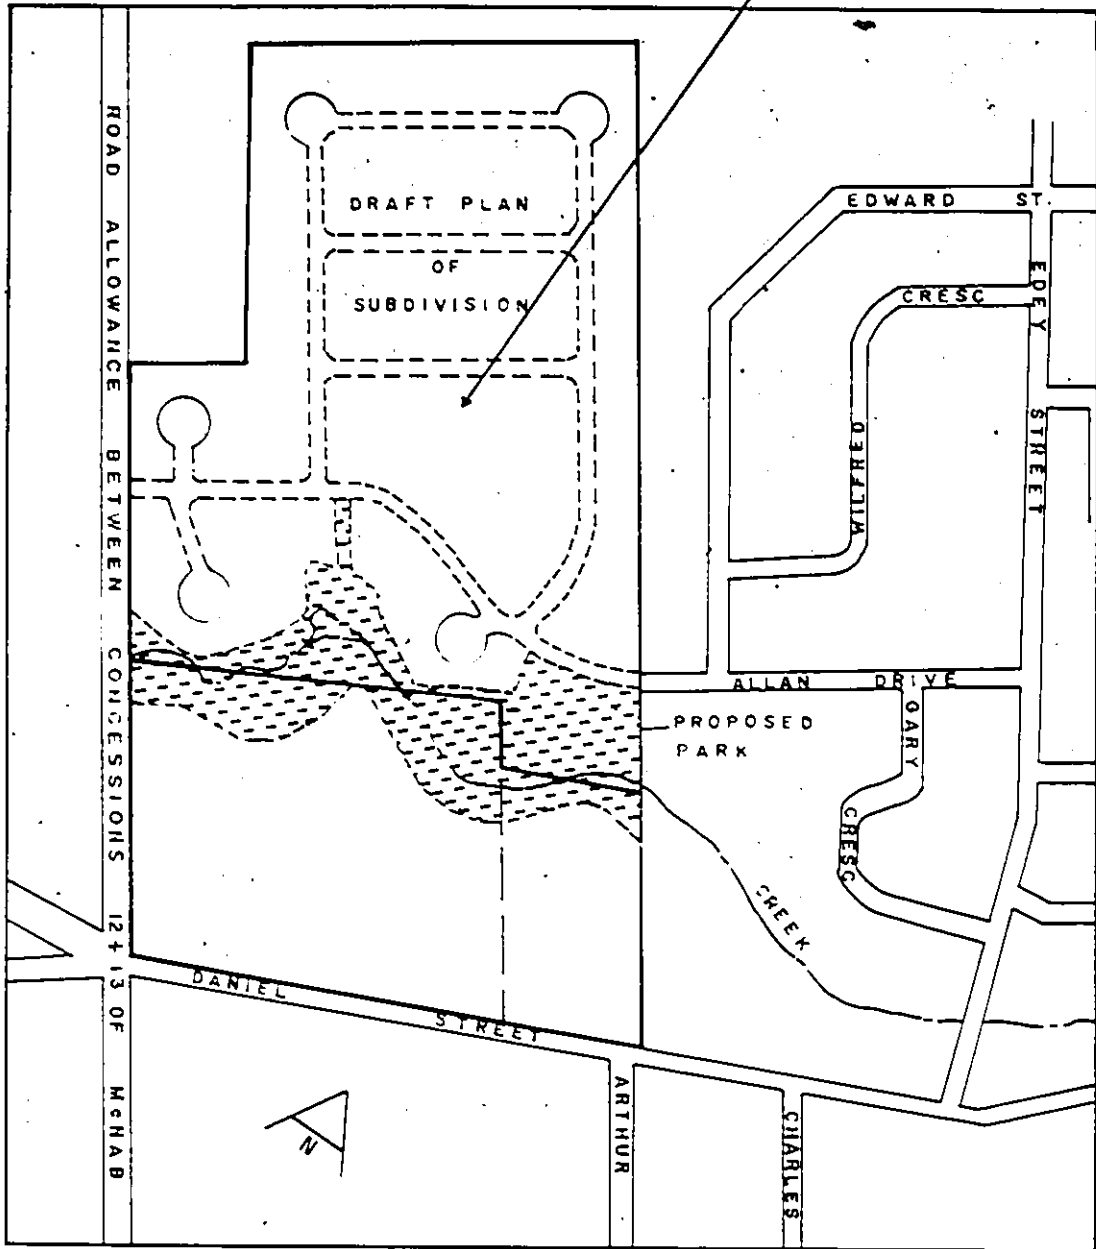 ROAD ALLOWANCE BETWEEN CONCESSIONS 12+13 OF McNAB
DRAFT PLAN
OF
SUBDIVISION
EDWARD ST.
EDEY STREET
CRESC
WILFRED
ALLAN DRIVE
GARY
CRESC
PROPOSED
PARK
CREEK
DANIEL STREET
ARTHUR
CHARLES
N